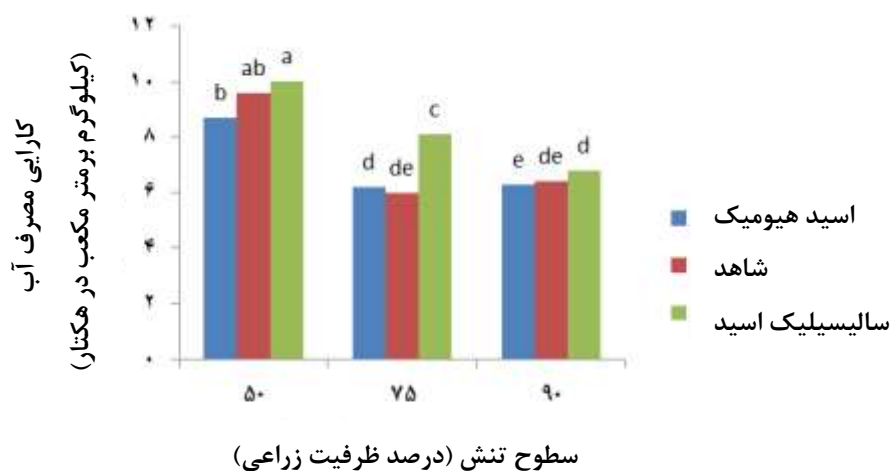 کارایی مصرف آب
(کیلوگرم برمتر مکعب در هکتار)
۱۲
۱۰
۸
۶
۴
۲
۰
b ab a
d de c
e de d
۵۰ ۷۵ ۹۰
سطوح تنش (درصد ظرفیت زراعی)
اسید هیومیک
شاهد
سالیسیلیک اسید